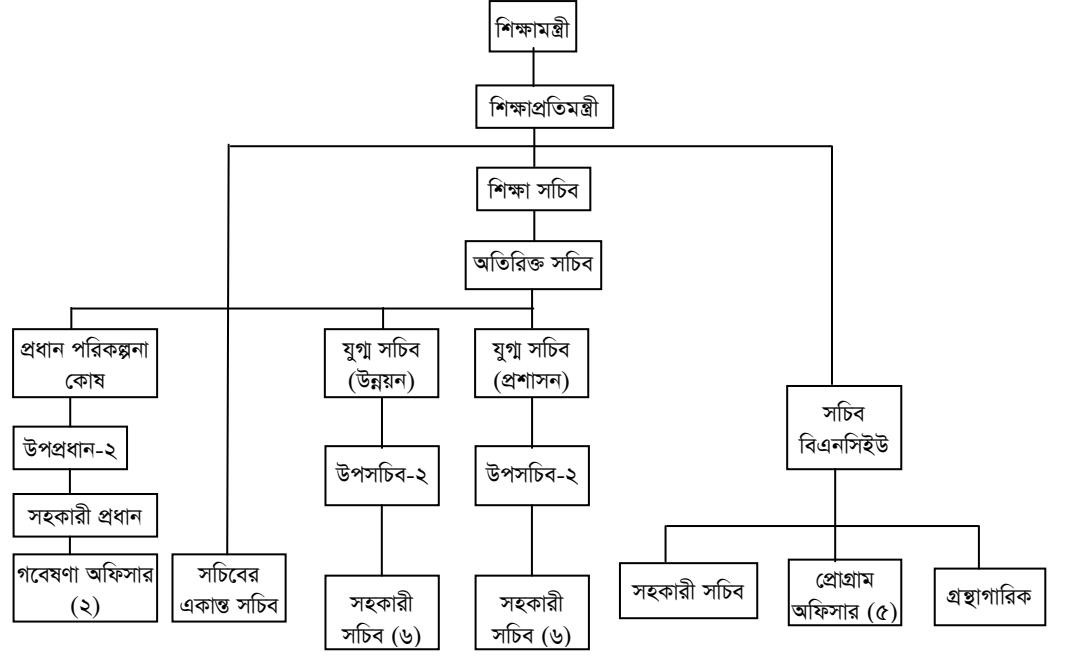 শিক্ষামন্ত্রী
শিক্ষাপ্রতিমন্ত্রী
শিক্ষা সচিব
অতিরিক্ত সচিব
প্রধান পরিকল্পনা
কোষ
যুগ্ম সচিব
(উন্নয়ন)
যুগ্ম সচিব
(প্রশাসন)
সচিব
বিএনসিইউ
উপপ্রধান-২
উপসচিব-২
উপসচিব-২
সহকারী প্রধান
গবেষণা অফিসার
(২)
সচিবের
একান্ত সচিব
সহকারী
সচিব (৬)
সহকারী
সচিব (৬)
সহকারী সচিব
প্রোগ্রাম
অফিসার (৫)
গ্রন্থাগারিক